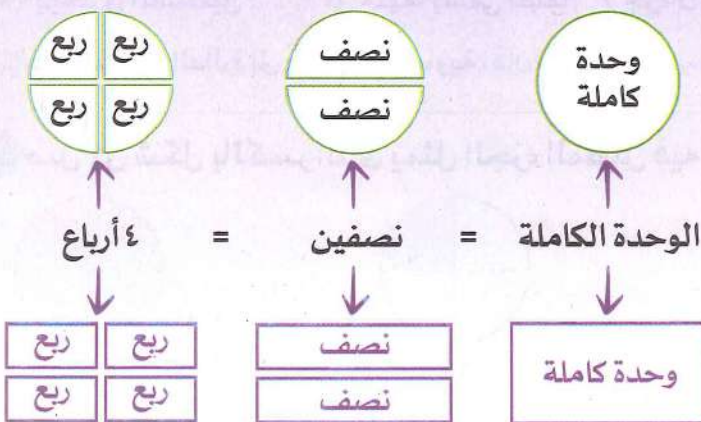 وحدة
كاملة
نصف
نصف
ربع ربع
ربع ربع
الوحدة الكاملة = نصفين = ٤ أرباع
وحدة كاملة
نصف
نصف
ربع ربع
ربع ربع